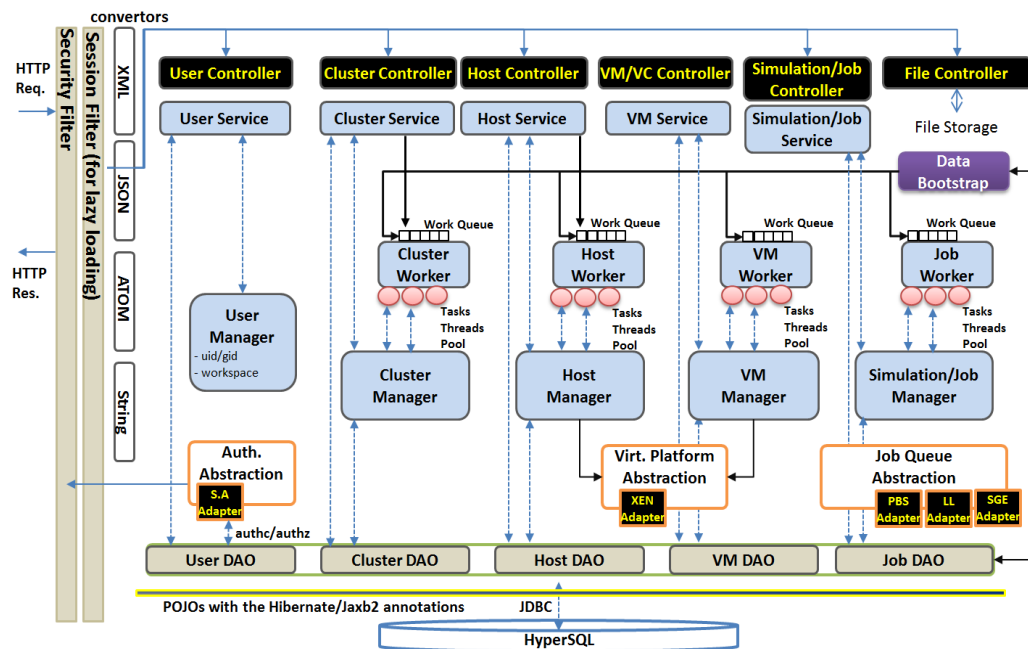 convertors
HTTP
Req.
HTTP
Res.
Security Filter
Session Filter (for lazy loading)
XML
JSON
ATOM
String
User Controller
Cluster Controller
Host Controller
VM/VC Controller
Simulation/Job
Controller
File Controller
User Service
Cluster Service
Host Service
VM Service
Simulation/Job
Service
File Storage
Data
Bootstrap
Work Queue
Work Queue
Work Queue
Work Queue
Cluster
Worker
Host
Worker
VM
Worker
Job
Worker
Tasks
Threads
Pool
Tasks
Threads
Pool
Tasks
Threads
Pool
Tasks
Threads
Pool
User
Manager
- uid/gid
- workspace
Cluster
Manager
Host
Manager
VM
Manager
Simulation/Job
Manager
Auth.
Abstraction
S.A
Adapter
authc/authz
Virt. Platform
Abstraction
XEN
Adapter
Job Queue
Abstraction
PBS
Adapter
LL
Adapter
SGE
Adapter
User DAO
Cluster DAO
Host DAO
VM DAO
Job DAO
POJOs with the Hibernate/Jaxb2 annotations
JDBC
HyperSQL